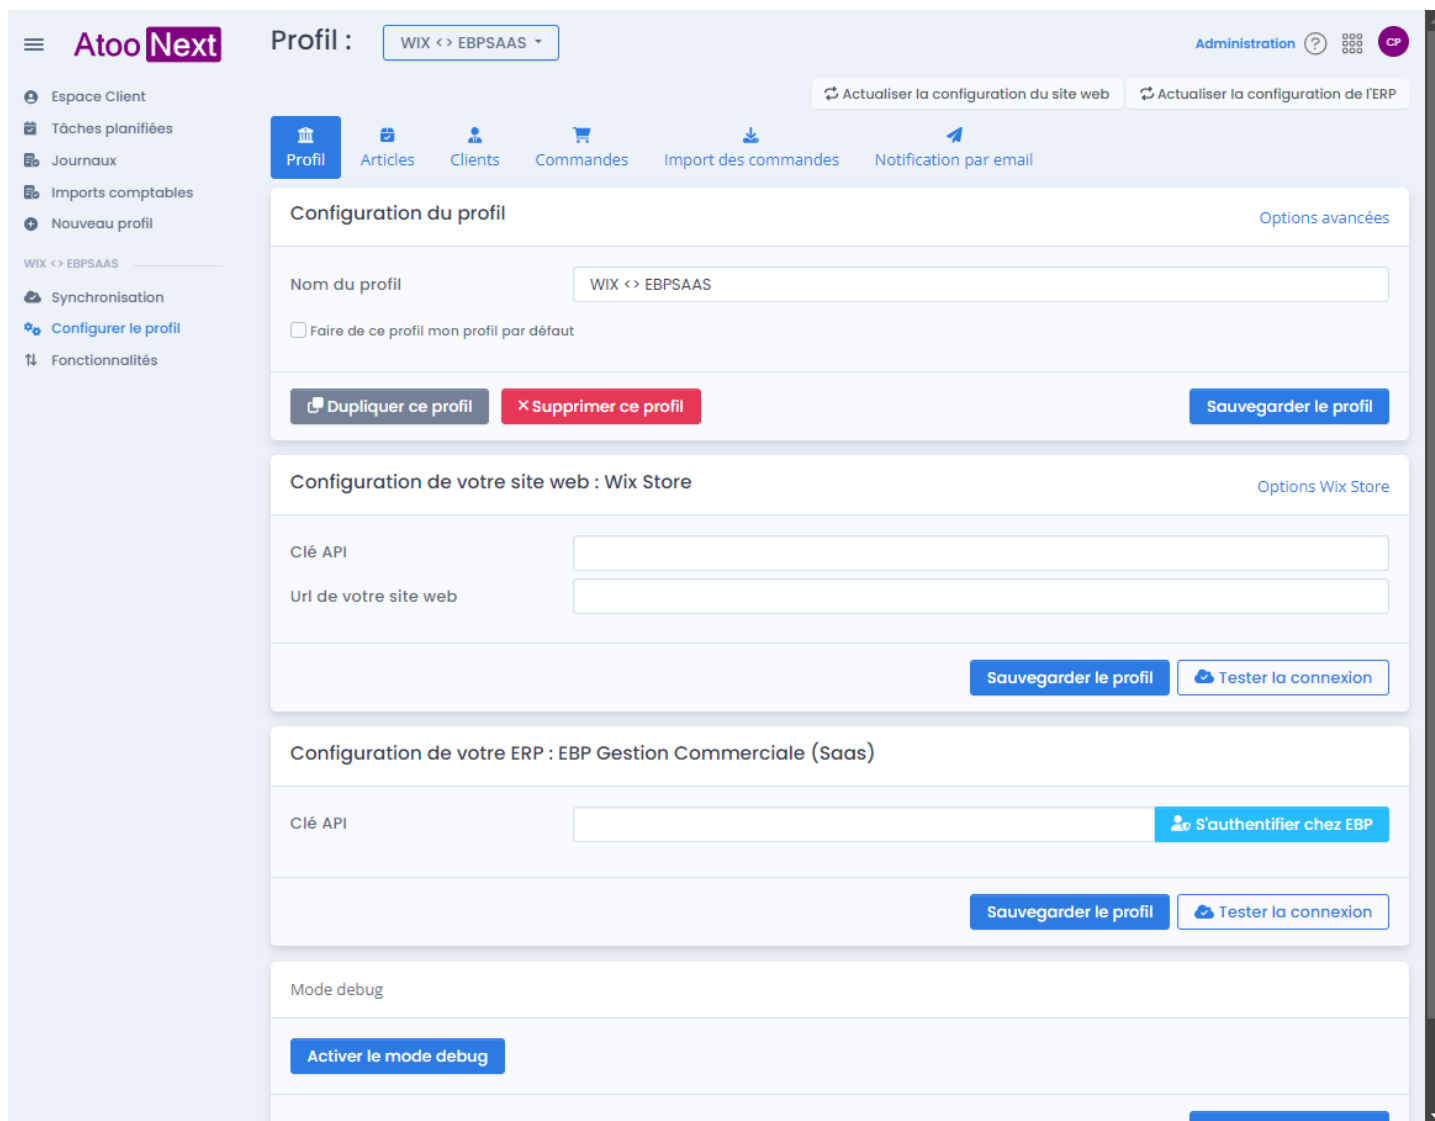 Atoo Next
Profil :
WIX <> EBPSAAS
Administration
?
CP
Espace Client
Tâches planifiées
Journaux
Imports comptables
Nouveau profil
WIX <> EBPSAAS
Synchronisation
Configurer le profil
Fonctionnalités
Actualiser la configuration du site web
Actualiser la configuration de l'ERP
Profil
Articles
Clients
Commandes
Import des commandes
Notification par email
Configuration du profil
Options avancées
Nom du profil
WIX <> EBPSAAS
Faire de ce profil mon profil par défaut
Dupliquer ce profil
Supprimer ce profil
Sauvegarder le profil
Configuration de votre site web : Wix Store
Options Wix Store
Clé API
Url de votre site web
Sauvegarder le profil
Tester la connexion
Configuration de votre ERP : EBP Gestion Commerciale (Saas)
Clé API
S'authentifier chez EBP
Sauvegarder le profil
Tester la connexion
Mode debug
Activer le mode debug